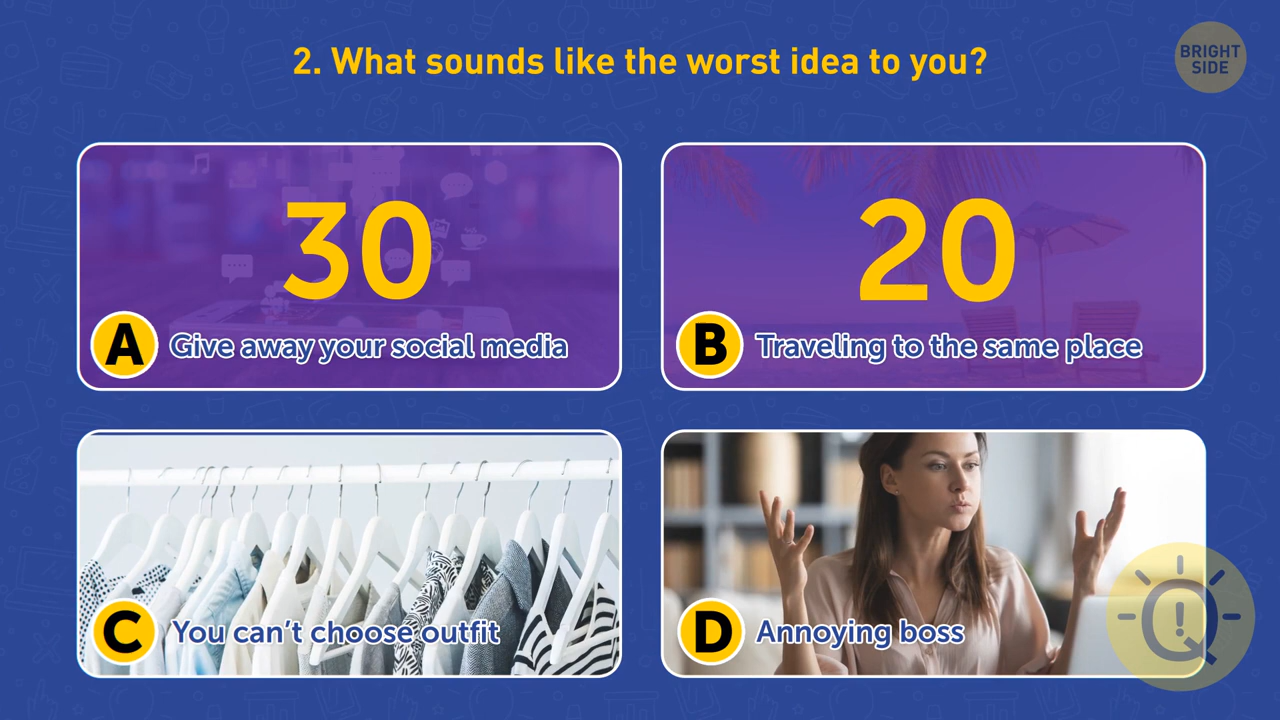 2. What sounds like the worst idea to you?
BRIGHT
SIDE
30
A Give away your social media
20
B Traveling to the same place
C You can't choose outfit
D Annoying boss
Q!